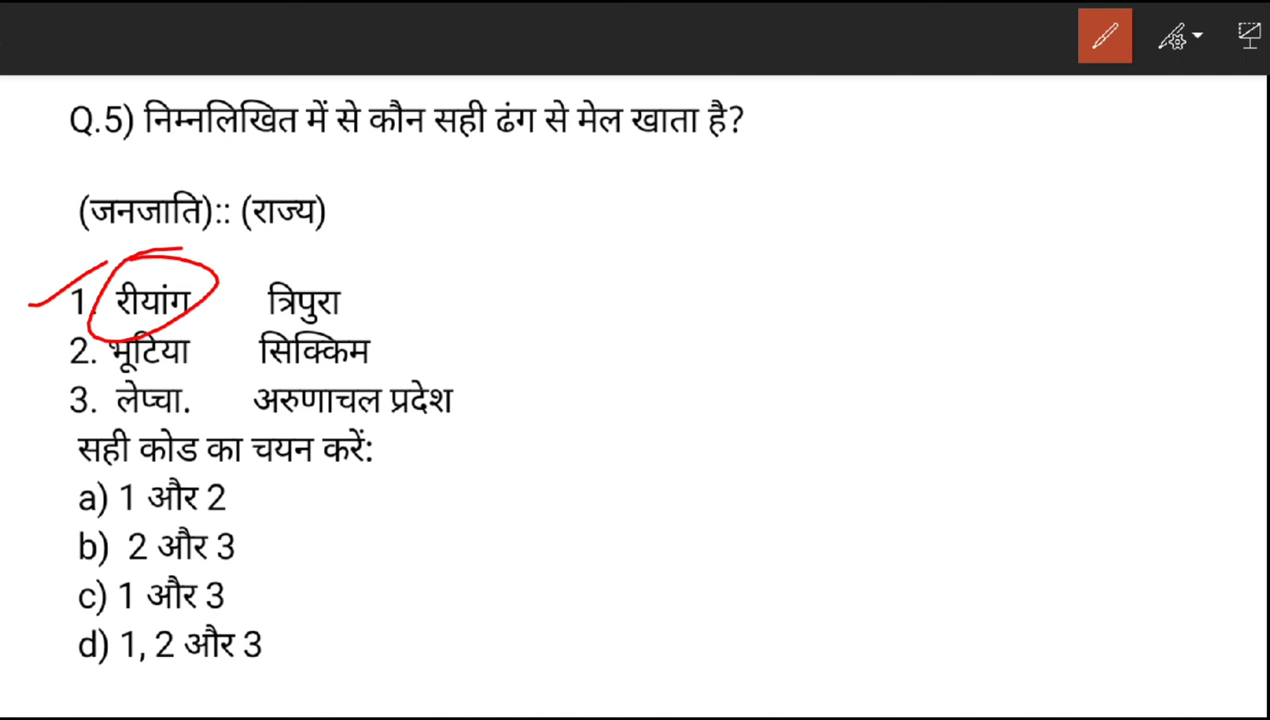 Q.5) निम्नलिखित में से कौन सही ढंग से मेल खाता है?
(जनजाति):: (राज्य)
1. रीयांग त्रिपुरा
2. भूटिया सिक्किम
3. लेप्चा. अरुणाचल प्रदेश
सही कोड का चयन करें:
a) 1 और 2
b) 2 और 3
c) 1 और 3
d) 1, 2 और 3